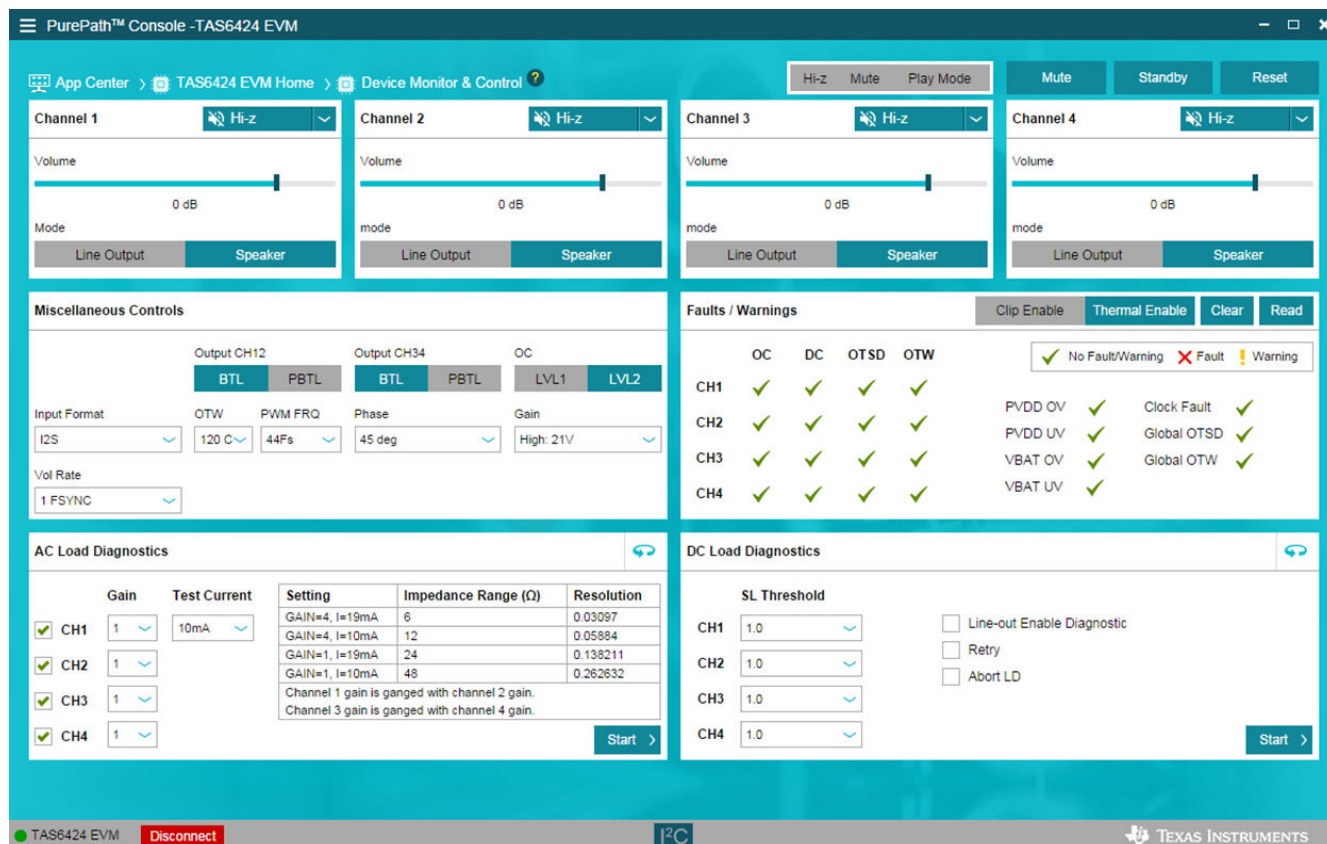 PurePath™ Console -TAS6424 EVM
App Center > TAS6424 EVM Home > Device Monitor & Control ?
Hi-z Mute Play Mode
Mute Standby Reset
Channel 1 Hi-z
Volume
0 dB
Mode
Line Output Speaker
Channel 2 Hi-z
Volume
0 dB
mode
Line Output Speaker
Channel 3 Hi-z
Volume
0 dB
mode
Line Output Speaker
Channel 4 Hi-z
Volume
0 dB
mode
Line Output Speaker
Miscellaneous Controls
Output CH12 Output CH34 OC
BTL PBTL BTL PBTL LVL1 LVL2
Input Format OTW PWM FRQ Phase Gain
I2S 120 C 44Fs 45 deg High: 21V
Vol Rate
1 FSYNC
Faults / Warnings Clip Enable Thermal Enable Clear Read
OC DC OTSD OTW
No Fault/Warning Fault Warning
CH1
CH2
CH3
CH4
PVDD OV Clock Fault
PVDD UV Global OTSD
VBAT OV Global OTW
VBAT UV
AC Load Diagnostics
Gain Test Current
CH1 1 10mA
CH2 1
CH3 1
CH4 1
Setting Impedance Range (Ω) Resolution
GAIN=4, I=19mA 6 0.03097
GAIN=4, I=10mA 12 0.05884
GAIN=1, I=19mA 24 0.138211
GAIN=1, I=10mA 48 0.262632
Channel 1 gain is ganged with channel 2 gain.
Channel 3 gain is ganged with channel 4 gain.
Start >
DC Load Diagnostics
SL Threshold
CH1 1.0
CH2 1.0
CH3 1.0
CH4 1.0
Line-out Enable Diagnostic
Retry
Abort LD
Start >
TAS6424 EVM Disconnect I²C TEXAS INSTRUMENTS